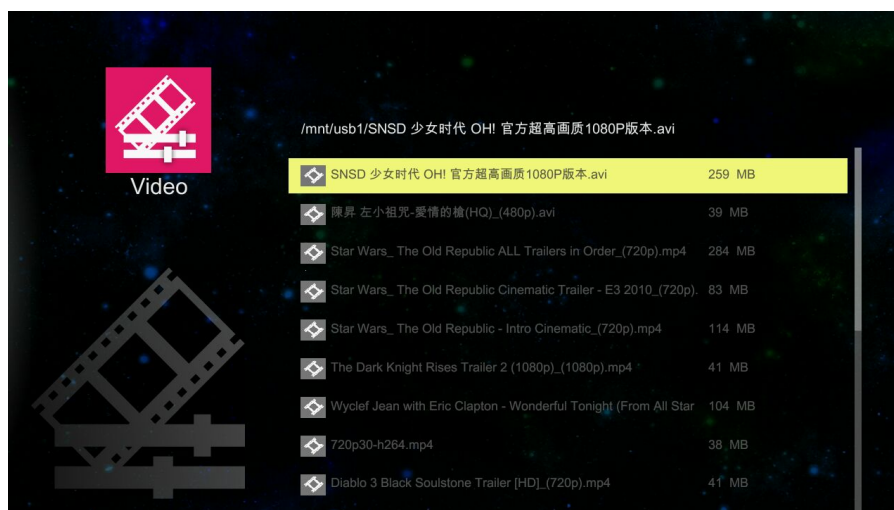 /mnt/usb1/SNSD 少女时代 OH! 官方超高画质1080P版本.avi
Video
SNSD 少女时代 OH! 官方超高画质1080P版本.avi 259 MB
陳昇 左小祖咒-愛情的槍(HQ)_(480p).avi 39 MB
Star Wars_ The Old Republic ALL Trailers in Order_(720p).mp4 284 MB
Star Wars_ The Old Republic Cinematic Trailer - E3 2010_(720p). 83 MB
Star Wars_ The Old Republic - Intro Cinematic_(720p).mp4 114 MB
The Dark Knight Rises Trailer 2 (1080p)_(1080p).mp4 41 MB
Wyclef Jean with Eric Clapton - Wonderful Tonight (From All Star 104 MB
720p30-h264.mp4 38 MB
Diablo 3 Black Soulstone Trailer [HD]_(720p).mp4 41 MB